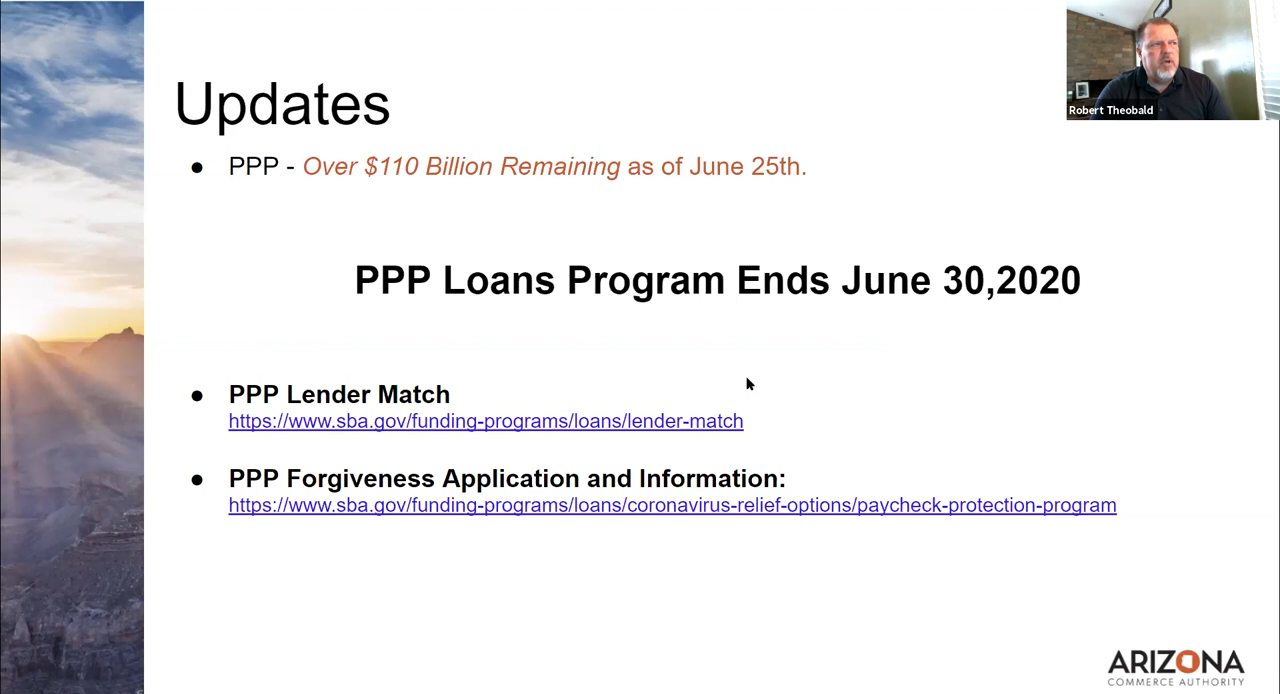 Updates
Robert Theobald
● PPP - Over $110 Billion Remaining as of June 25th.
PPP Loans Program Ends June 30,2020
● PPP Lender Match
https://www.sba.gov/funding-programs/loans/lender-match
● PPP Forgiveness Application and Information:
https://www.sba.gov/funding-programs/loans/coronavirus-relief-options/paycheck-protection-program
ARIZONA
COMMERCE AUTHORITY